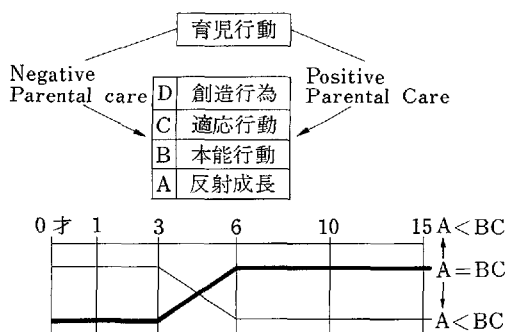 育児行動
Negative
Parental care
Positive
Parental Care
D 創造行為
C 適応行動
B 本能行動
A 反射成長
0才 1 3 6 10 15 A<BC
A=BC
A<BC